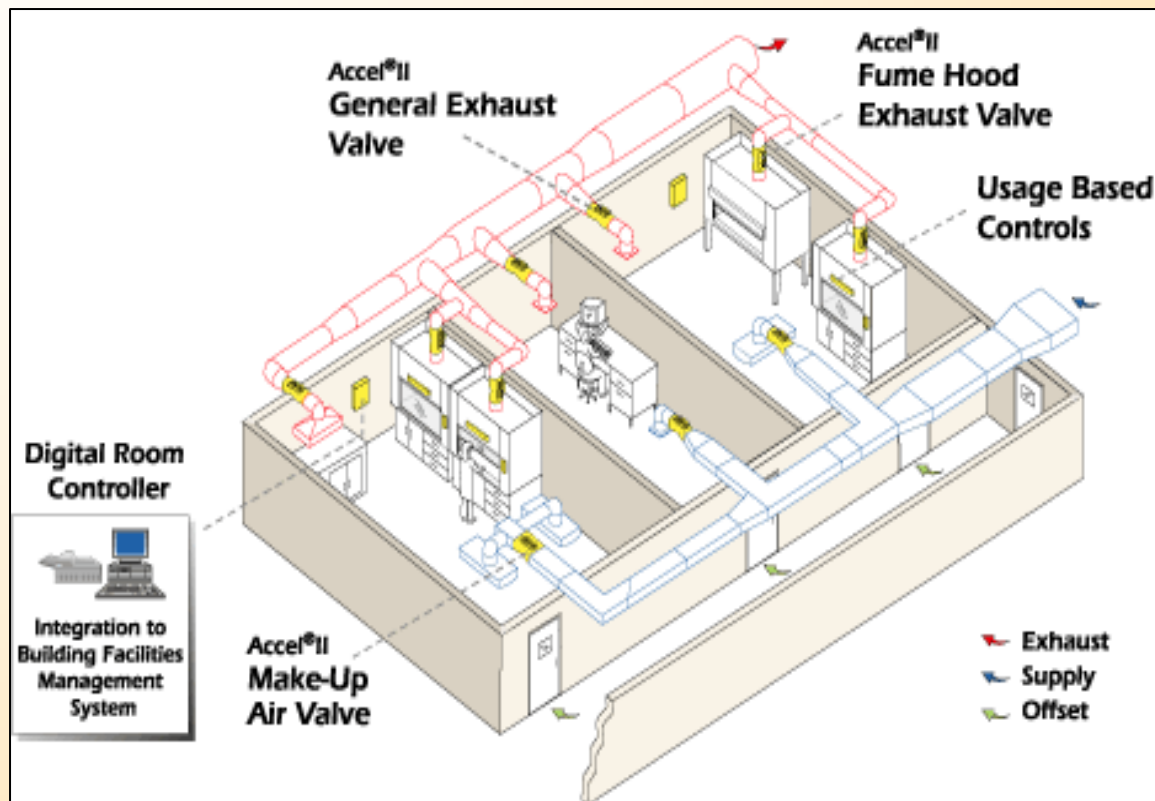 Accel®II
General Exhaust
Valve
Accel®II
Fume Hood
Exhaust Valve
Usage Based
Controls
Digital Room
Controller
Integration to
Building Facilities
Management
System
Accel®II
Make-Up
Air Valve
Exhaust
Supply
Offset